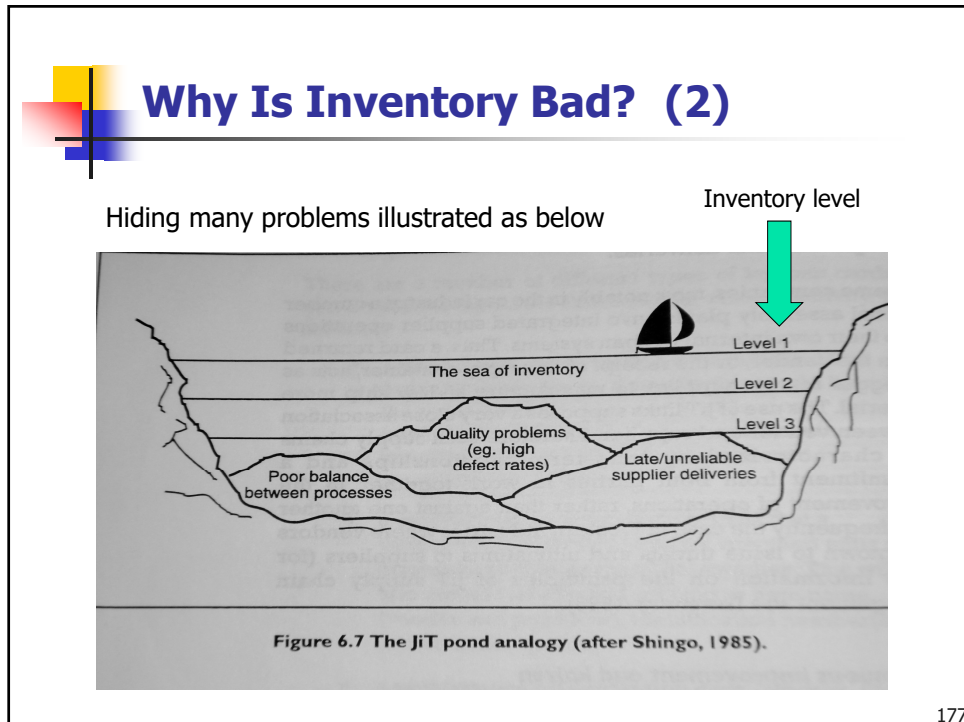 Why Is Inventory Bad?  (2)
Hiding many problems illustrated as below
Inventory level
Level 1
The sea of inventory
Level 2
Level 3
Quality problems
(eg. high
defect rates)
Late/unreliable
supplier deliveries
Poor balance
between processes
Figure 6.7 The JiT pond analogy (after Shingo, 1985).
177